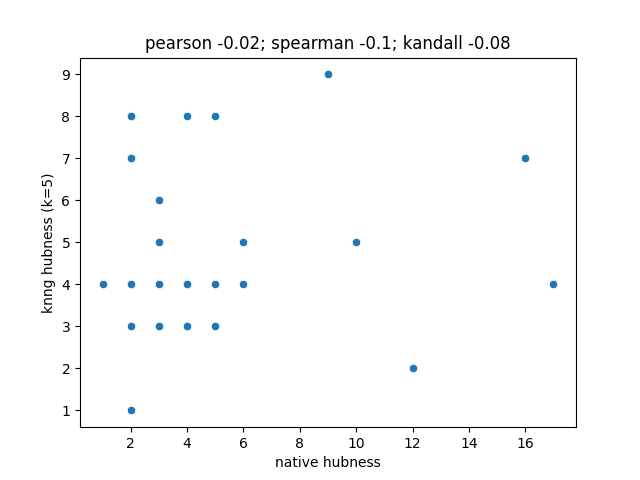 pearson -0.02; spearman -0.1; kandall -0.08
9
8
7
6
5
4
3
2
1
knng hubness (k=5)
2 4 6 8 10 12 14 16
native hubness